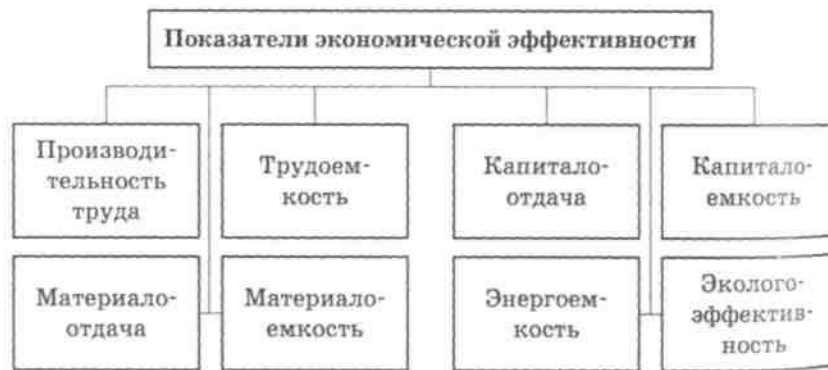 Показатели экономической эффективности
Производи-
тельность
труда
Трудоем-
кость
Капитало-
отдача
Капитало-
емкость
Материало-
отдача
Материало-
емкость
Энергоем-
кость
Эколого-
эффектив-
ность